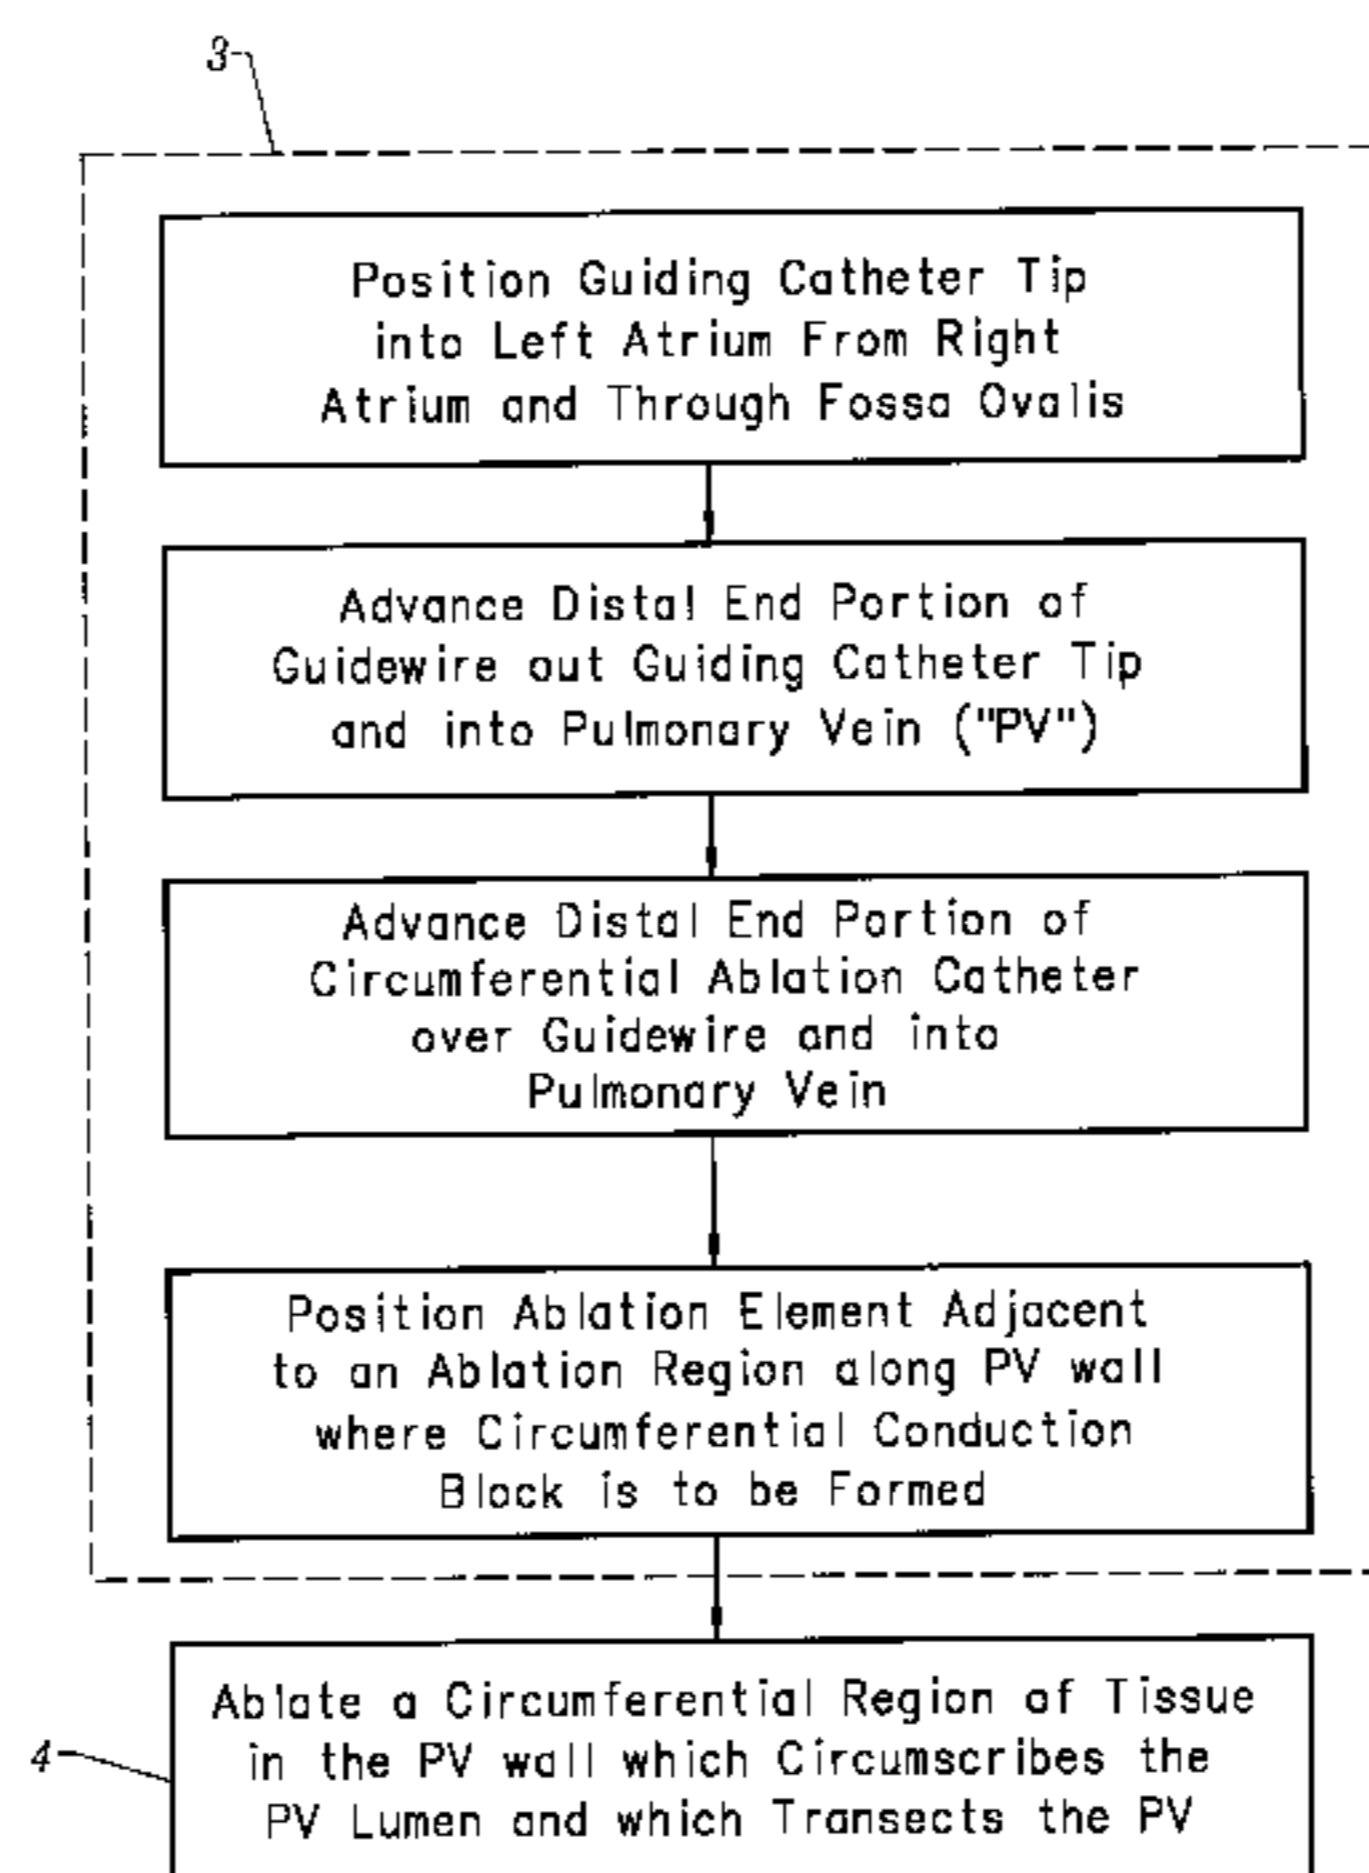 3
Position Guiding Catheter Tip
into Left Atrium From Right
Atrium and Through Fossa Ovalis
Advance Distal End Portion of
Guidewire out Guiding Catheter Tip
and into Pulmonary Vein ("PV")
Advance Distal End Portion of
Circumferential Ablation Catheter
over Guidewire and into
Pulmonary Vein
Position Ablation Element Adjacent
to an Ablation Region along PV wall
where Circumferential Conduction
Block is to be Formed
4
Ablate a Circumferential Region of Tissue
in the PV wall which Circumscribes the
PV Lumen and which Transects the PV